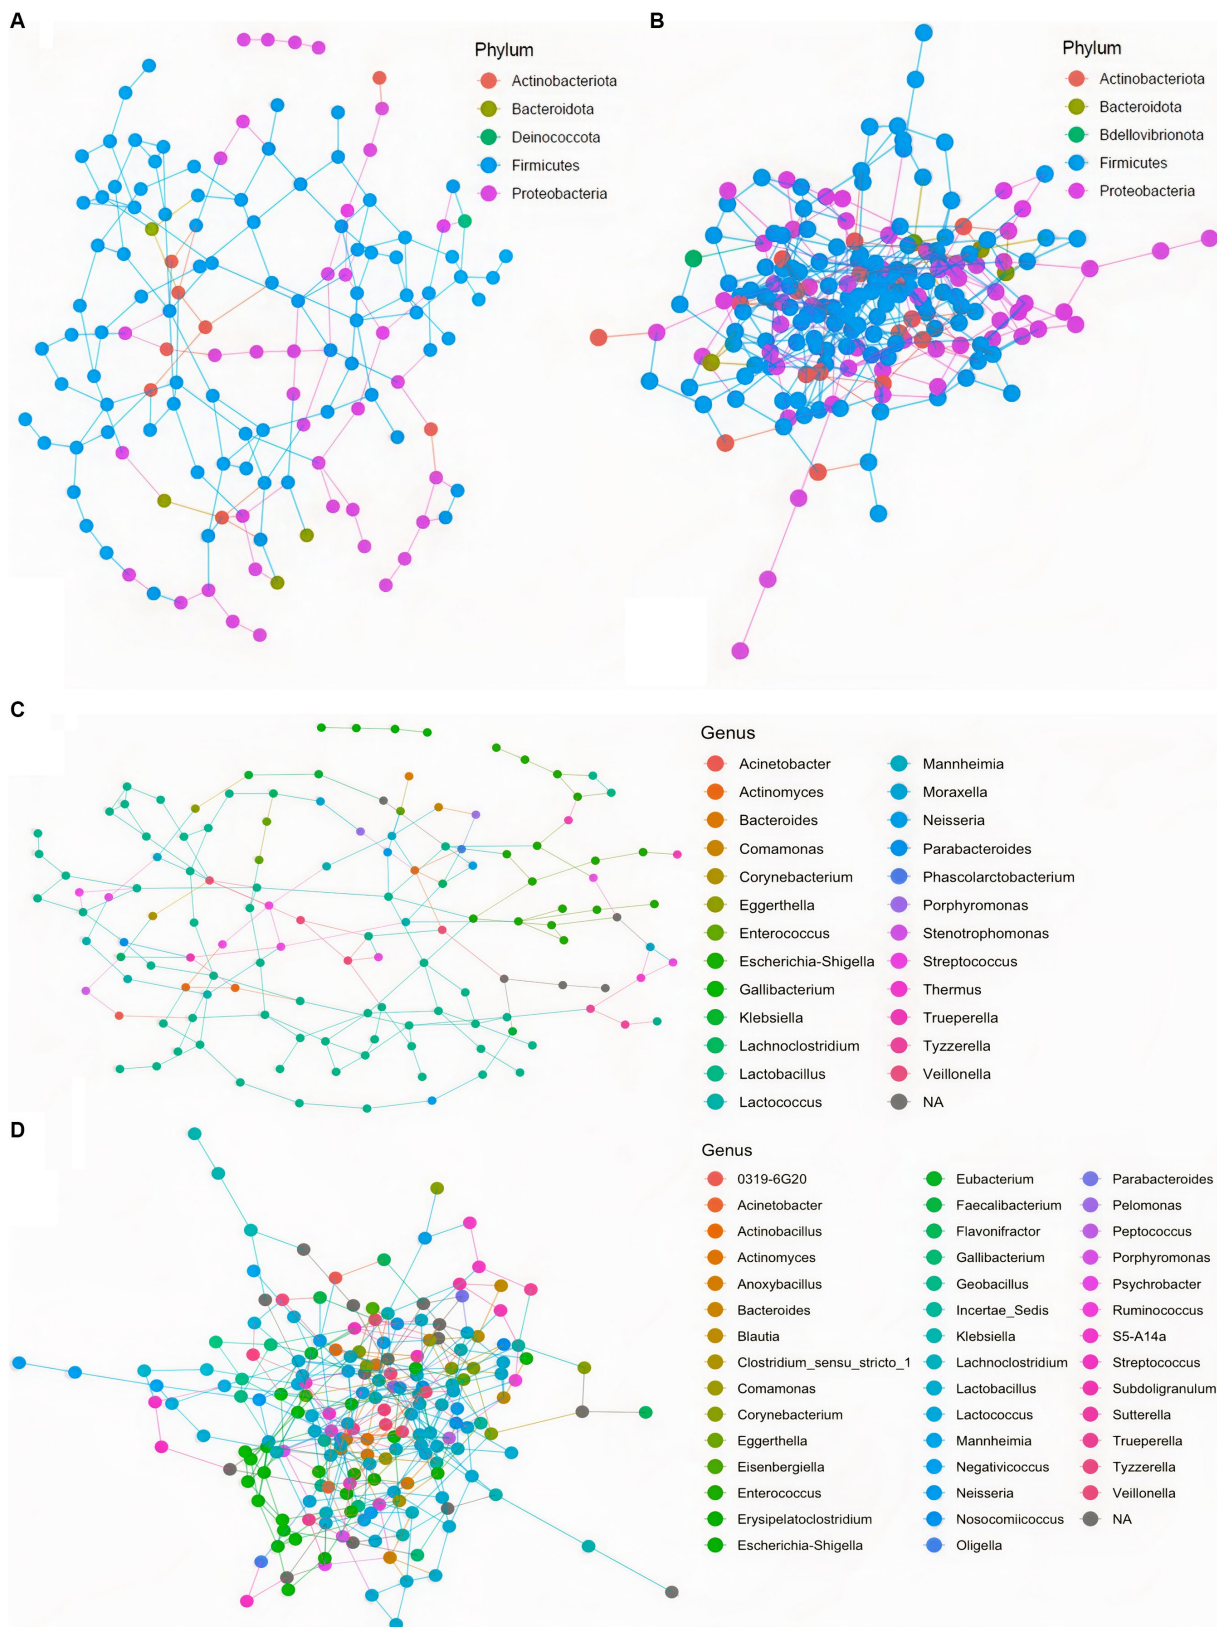 A
Phylum
Actinobacteriota
Bacteroidota
Deinococcota
Firmicutes
Proteobacteria
B
Phylum
Actinobacteriota
Bacteroidota
Bdellovibrionota
Firmicutes
Proteobacteria
C
Genus
Acinetobacter
Actinomyces
Bacteroides
Comamonas
Corynebacterium
Eggerthella
Enterococcus
Escherichia-Shigella
Gallibacterium
Klebsiella
Lachnoclostridium
Lactobacillus
Lactococcus
Mannheimia
Moraxella
Neisseria
Parabacteroides
Phascolarctobacterium
Porphyromonas
Stenotrophomonas
Streptococcus
Thermus
Trueperella
Tyzzerella
Veillonella
NA
D
Genus
0319-6G20
Acinetobacter
Actinobacillus
Actinomyces
Anoxybacillus
Bacteroides
Blautia
Clostridium_sensu_stricto_1
Comamonas
Corynebacterium
Eggerthella
Eisenbergiella
Enterococcus
Erysipelatoclostridium
Escherichia-Shigella
Eubacterium
Faecalibacterium
Flavonifractor
Gallibacterium
Geobacillus
Incertae_Sedis
Klebsiella
Lachnoclostridium
Lactobacillus
Lactococcus
Mannheimia
Negativicoccus
Neisseria
Nosocomiicoccus
Oligella
Parabacteroides
Pelomonas
Peptococcus
Porphyromonas
Psychrobacter
Ruminococcus
S5-A14a
Streptococcus
Subdoligranulum
Sutterella
Trueperella
Tyzzerella
Veillonella
NA